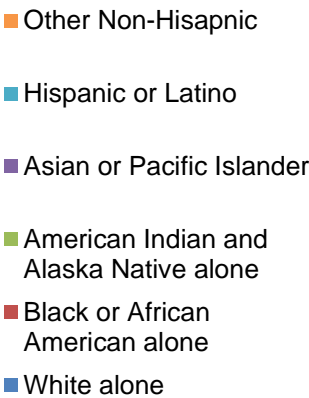 Other Non-Hisapnic
Hispanic or Latino
Asian or Pacific Islander
American Indian and
Alaska Native alone
Black or African
American alone
White alone